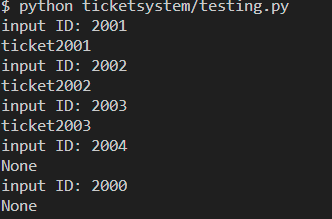 $ python ticketsystem/testing.py
input ID: 2001
ticket2001
input ID: 2002
ticket2002
input ID: 2003
ticket2003
input ID: 2004
None
input ID: 2000
None